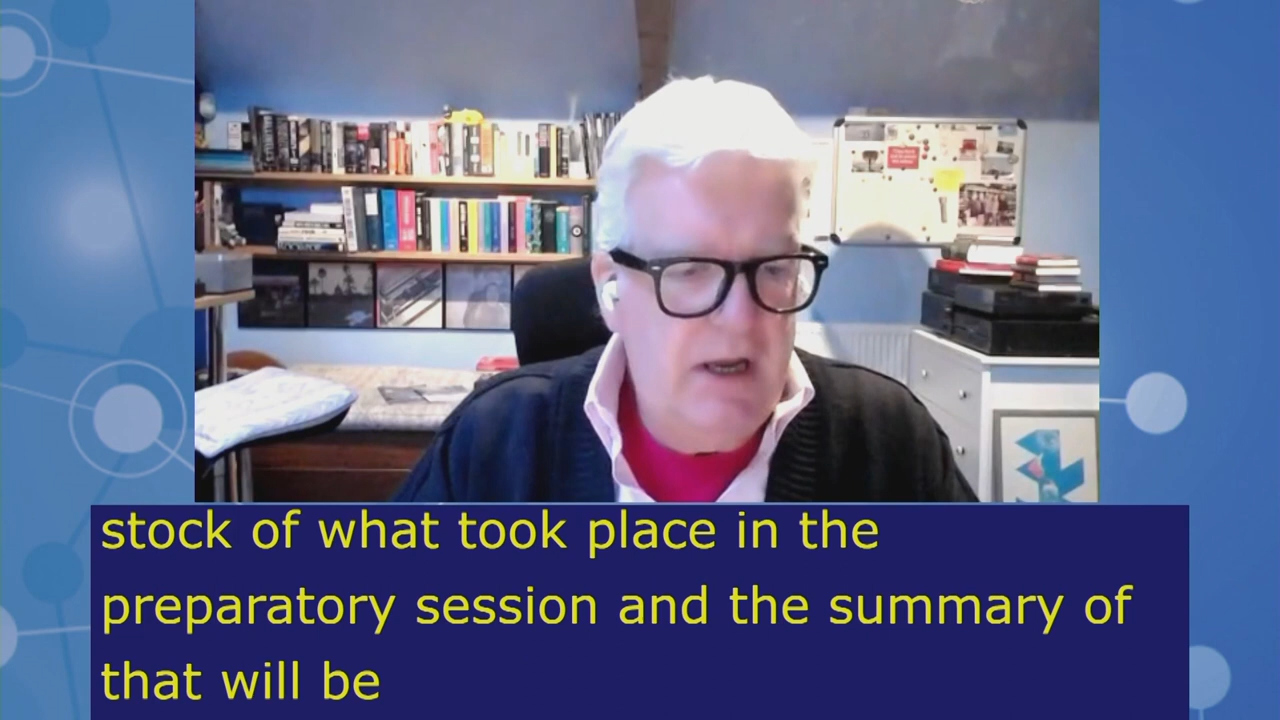 stock of what took place in the
preparatory session and the summary of
that will be